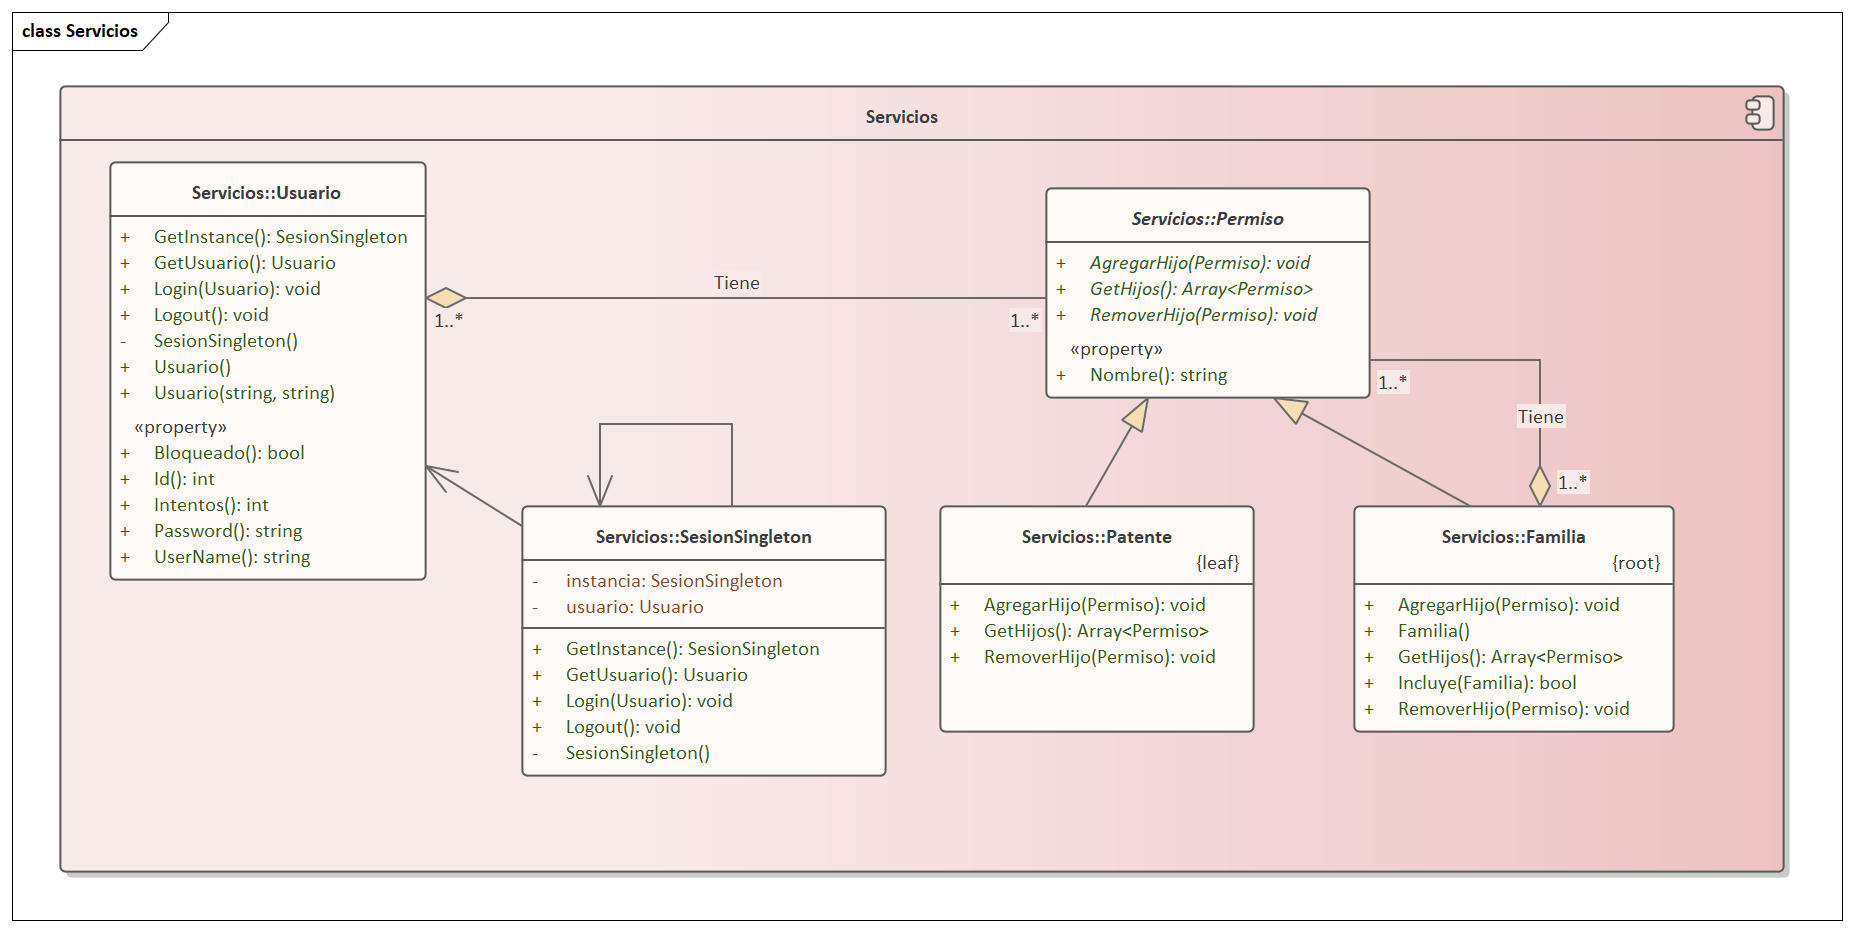 class Servicios
Servicios
Servicios::Usuario
+ GetInstance(): SesionSingleton
+ GetUsuario(): Usuario
+ Login(Usuario): void
+ Logout(): void
- SesionSingleton()
+ Usuario()
+ Usuario(string, string)
«property»
+ Bloqueado(): bool
+ Id(): int
+ Intentos(): int
+ Password(): string
+ UserName(): string
Tiene
1..*
1..*
Servicios::Permiso
+ AgregarHijo(Permiso): void
+ GetHijos(): Array<Permiso>
+ RemoverHijo(Permiso): void
«property»
+ Nombre(): string
1..*
Tiene
1..*
Servicios::SesionSingleton
- instancia: SesionSingleton
- usuario: Usuario
+ GetInstance(): SesionSingleton
+ GetUsuario(): Usuario
+ Login(Usuario): void
+ Logout(): void
- SesionSingleton()
Servicios::Patente
{leaf}
+ AgregarHijo(Permiso): void
+ GetHijos(): Array<Permiso>
+ RemoverHijo(Permiso): void
Servicios::Familia
{root}
+ AgregarHijo(Permiso): void
+ Familia()
+ GetHijos(): Array<Permiso>
+ Incluye(Familia): bool
+ RemoverHijo(Permiso): void